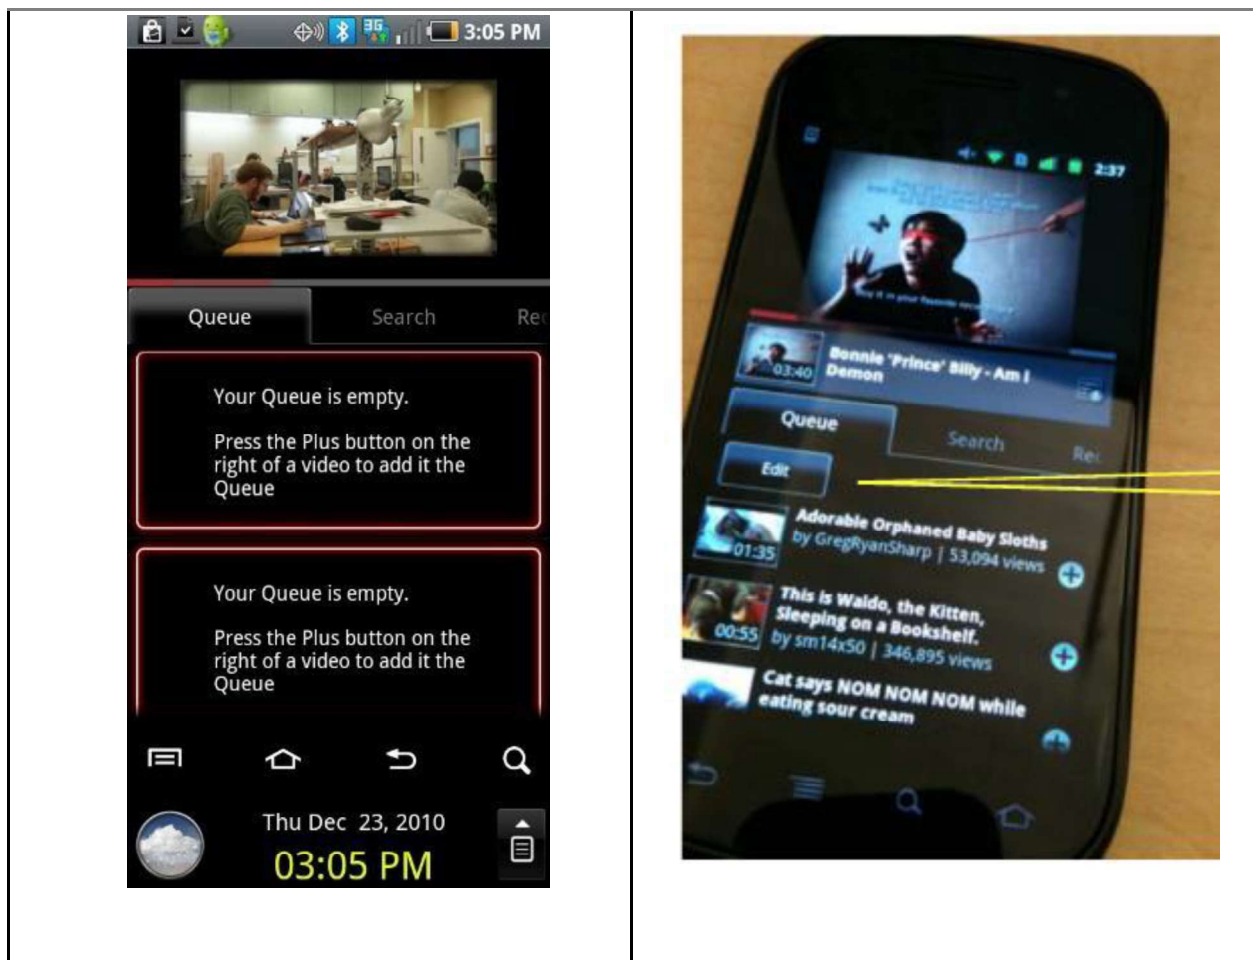 3G
3:05 PM
Queue
Search
Rec
Your Queue is empty.
Press the Plus button on the
right of a video to add it the
Queue
Your Queue is empty.
Press the Plus button on the
right of a video to add it the
Queue
Thu Dec 23, 2010
03:05 PM
2:37
03:40
Bonnie 'Prince' Billy - Am I
Demon
Queue
Search
Rec
Edit
01:35
Adorable Orphaned Baby Sloths
by GregRyanSharp | 53,094 views
00:55
This is Waldo, the Kitten,
Sleeping on a Bookshelf.
by sm14x50 | 346,895 views
Cat says NOM NOM NOM while
eating sour cream